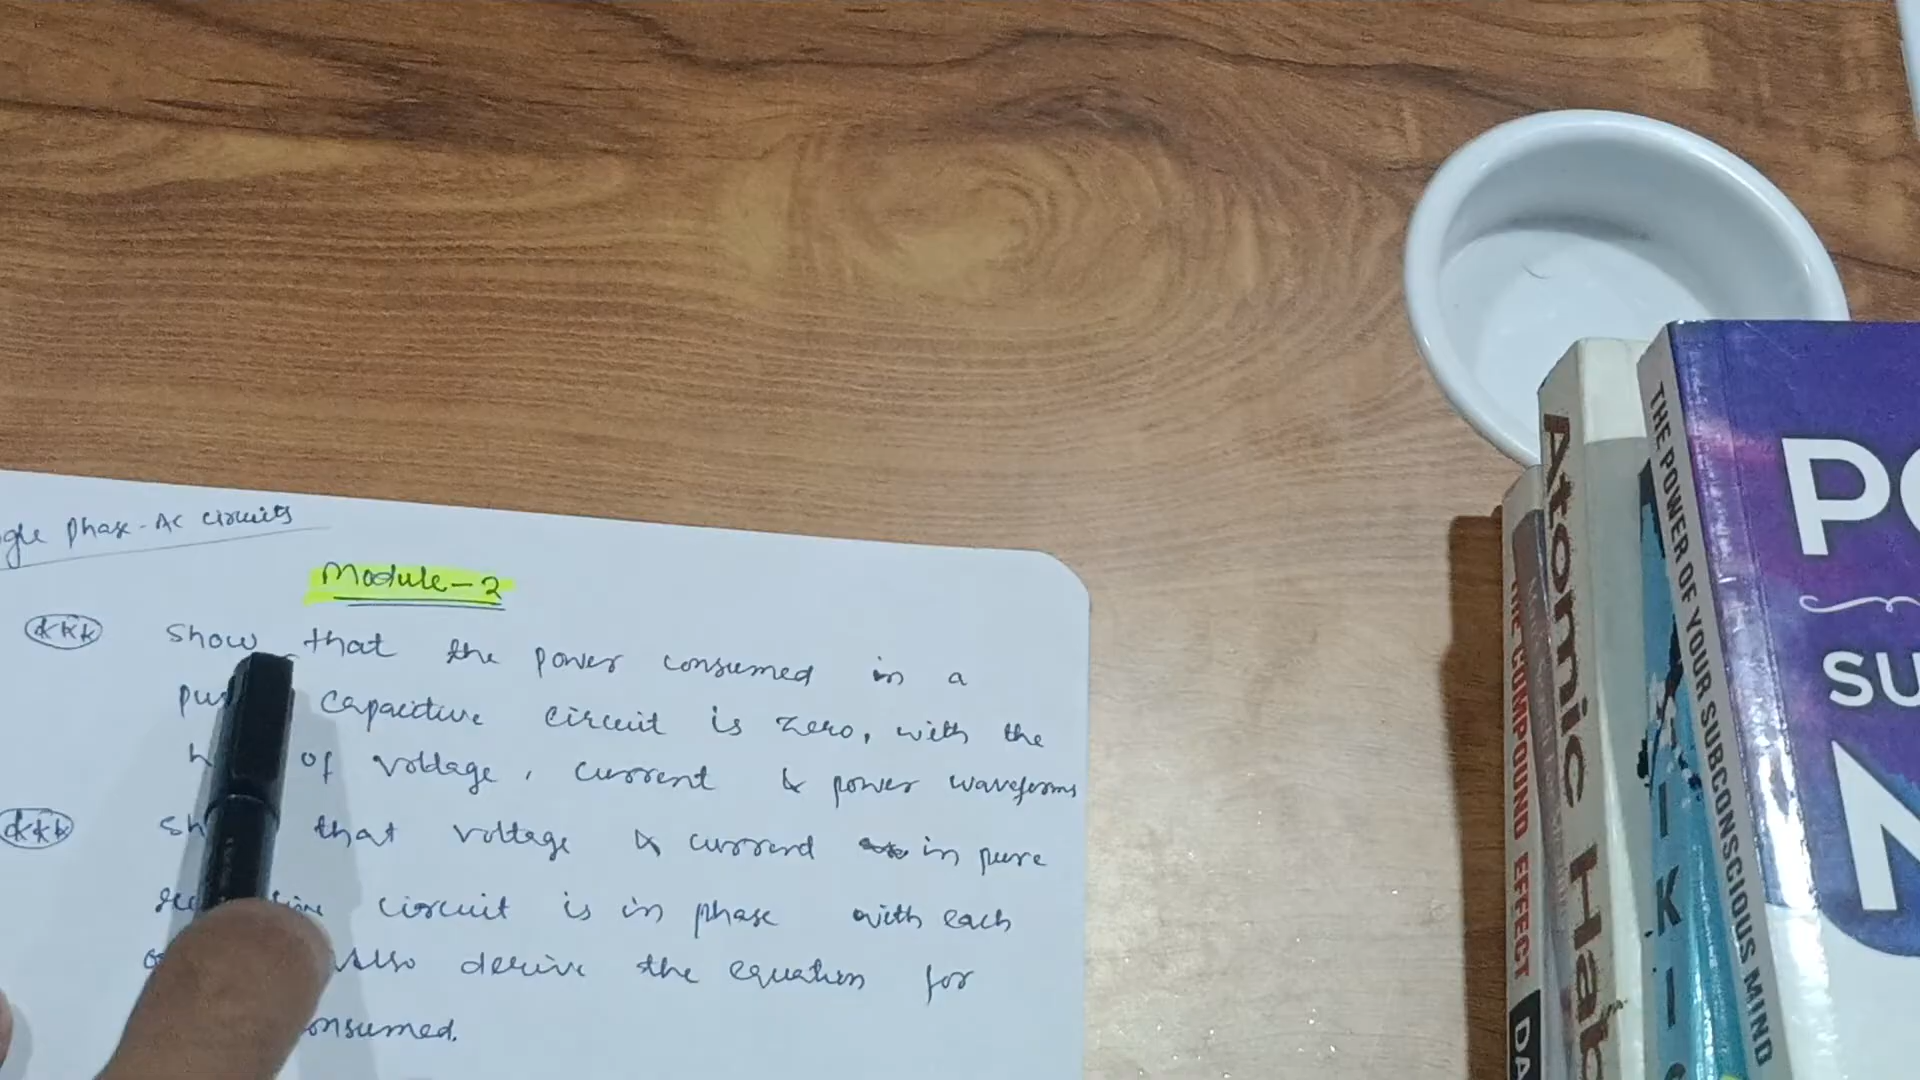 Phase - AC circuits
Module-2
Show that the power consumed in a
capacitive circuit is zero, with the
of voltage, current & power waveforms
that voltage & current in pure
circuit is in phase with each
Also derive the equation for
onsumed.
THE COMPOUND EFFECT
DA
Atomic Hab
IKIG
THE POWER OF YOUR SUBCONSCIOUS MIND
PO
SU
M